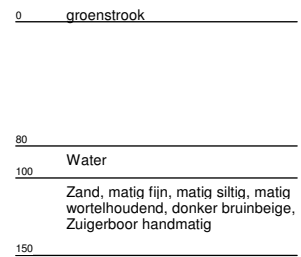 0 groenstrook
80
Water
100
Zand, matig fijn, matig siltig, matig
wortelhoudend, donker bruinbeige,
Zuigerboor handmatig
150